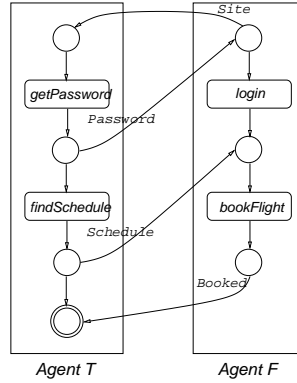 Site
getPassword
login
Password
findSchedule
bookFlight
Schedule
Booked
Agent T
Agent F